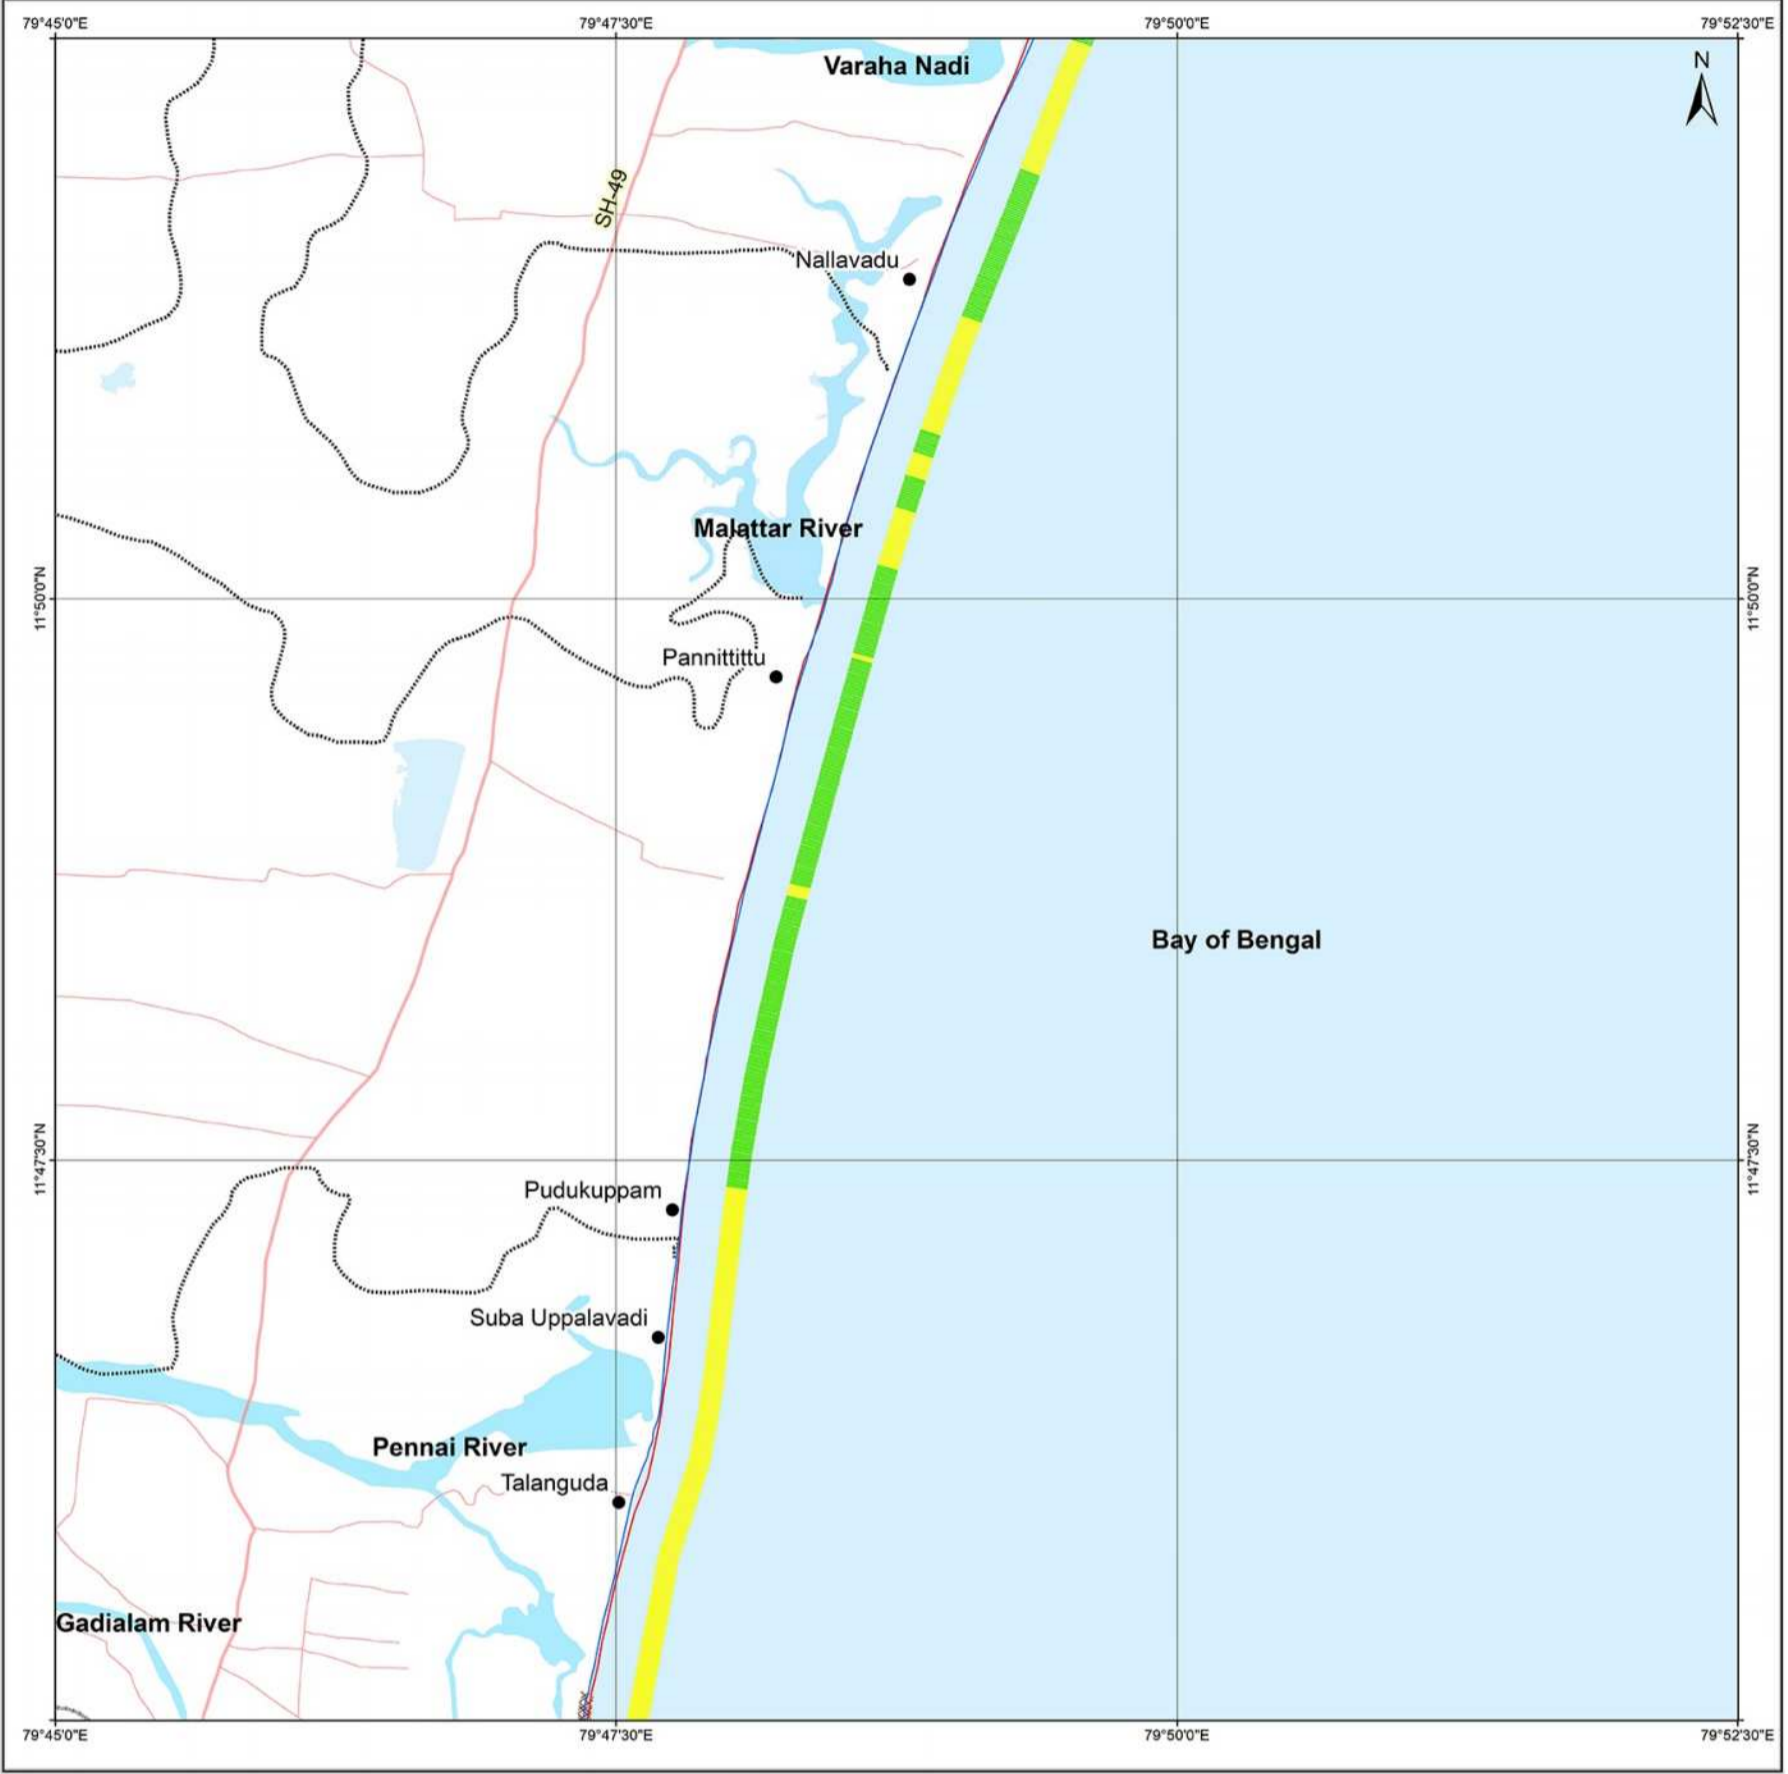 79°45'0"E
79°47'30"E
79°50'0"E
79°52'30"E
Varaha Nadi
N
SH-49
Nallavadu
Malattar River
11°50'0"N
11°50'0"N
Pannittittu
Bay of Bengal
11°47'30"N
11°47'30"N
Pudukuppam
Suba Uppalavadi
Pennai River
Talanguda
Gadialam River
79°45'0"E
79°47'30"E
79°50'0"E
79°52'30"E